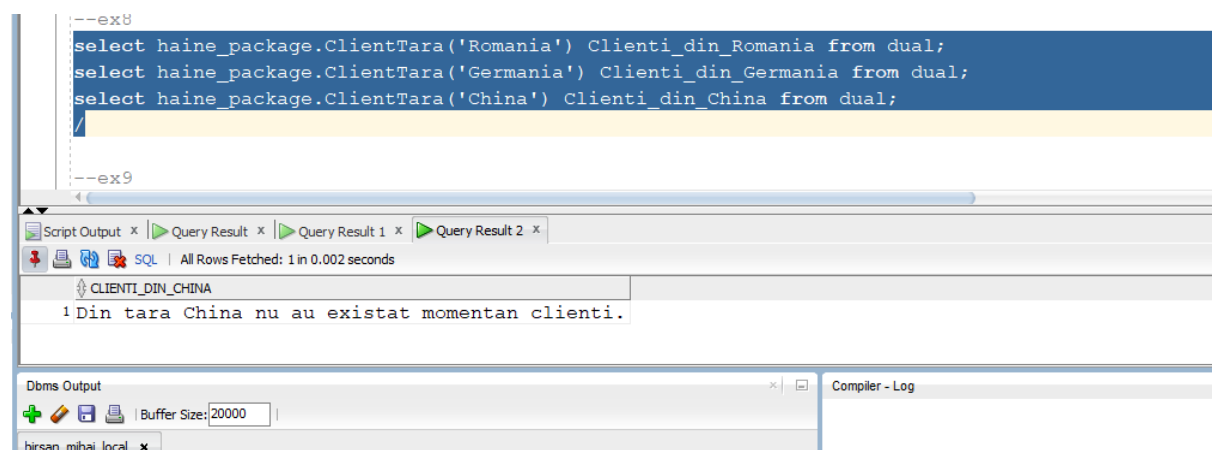 --ex8
select haine_package.ClientTara('Romania') Clienti_din_Romania from dual;
select haine_package.ClientTara('Germania') Clienti_din_Germania from dual;
select haine_package.ClientTara('China') Clienti_din_China from dual;
/
--ex9
Script Output x Query Result x Query Result 1 x Query Result 2 x
SQL | All Rows Fetched: 1 in 0.002 seconds
CLIENTI_DIN_CHINA
1 Din tara China nu au existat momentan clienti.
Dbms Output x Compiler - Log
Buffer Size: 20000
birsan_mihai_local x